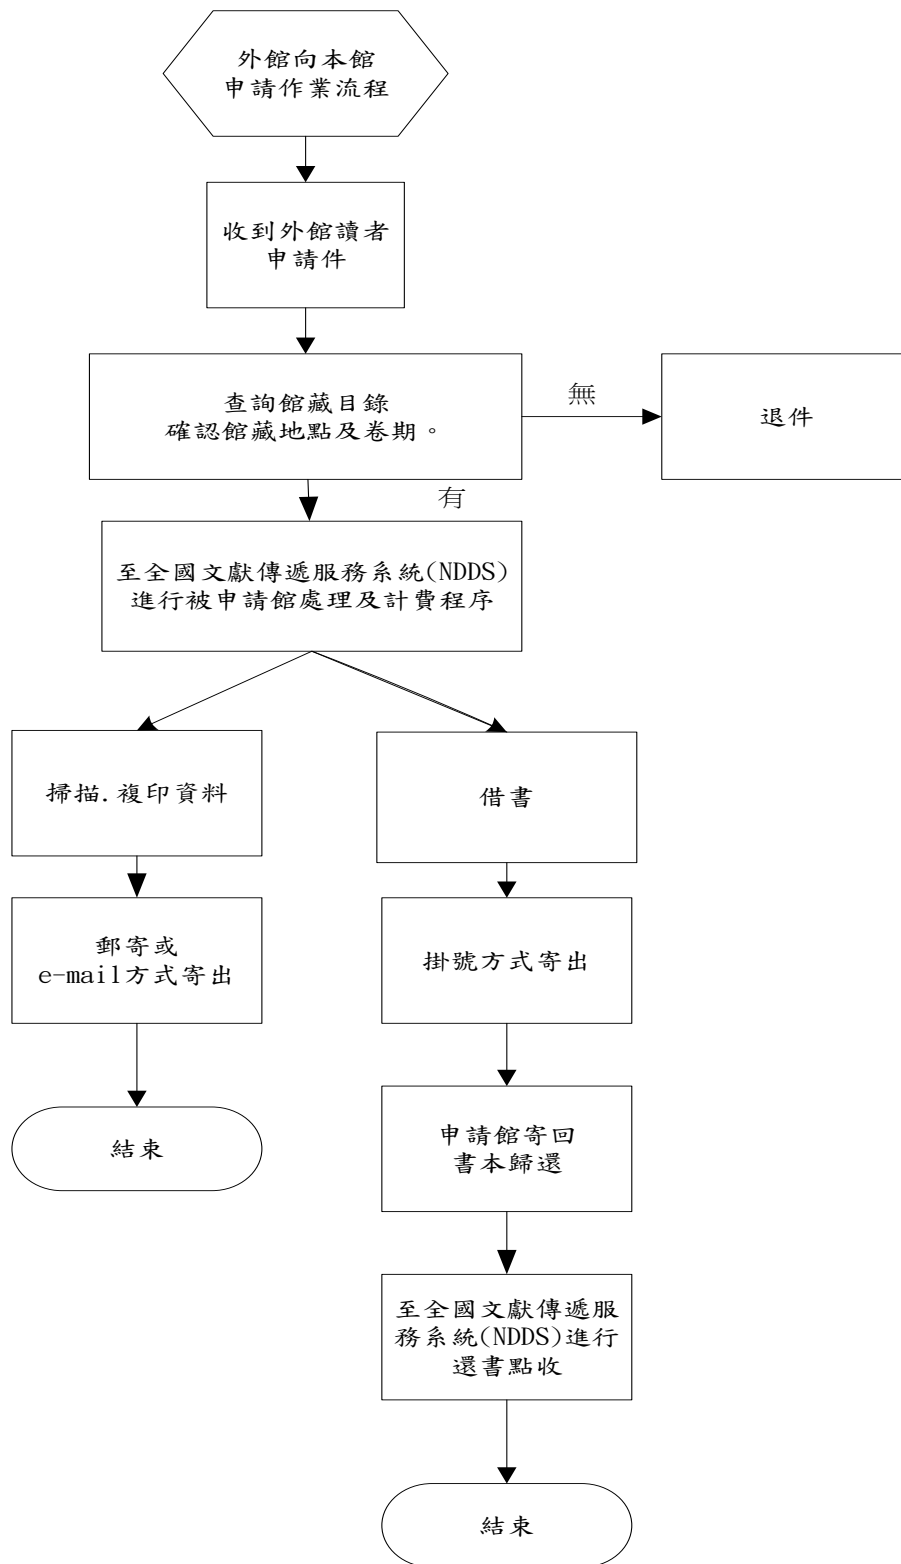 外館向本館
申請作業流程
收到外館讀者
申請件
查詢館藏目錄
確認館藏地點及卷期。
無
退件
有
至全國文獻傳遞服務系統(NDDS)
進行被申請館處理及計費程序
掃描.複印資料
借書
郵寄或
e-mail方式寄出
掛號方式寄出
結束
申請館寄回
書本歸還
至全國文獻傳遞服
務系統(NDDS)進行
還書點收
結束